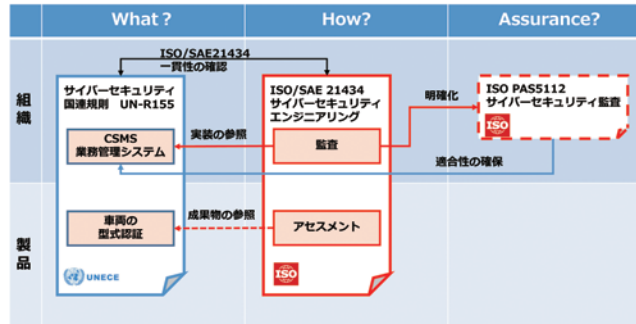 What?
How?
Assurance?
ISO/SAE21434
一貫性の確認
組織
サイバーセキュリティ
国連規則 UN-R155
ISO/SAE 21434
サイバーセキュリティ
エンジニアリング
明確化
ISO PAS5112
サイバーセキュリティ監査
ISO
CSMS
業務管理システム
実装の参照
監査
適合性の確保
製品
車両の
型式認証
成果物の参照
アセスメント
UNECE
ISO